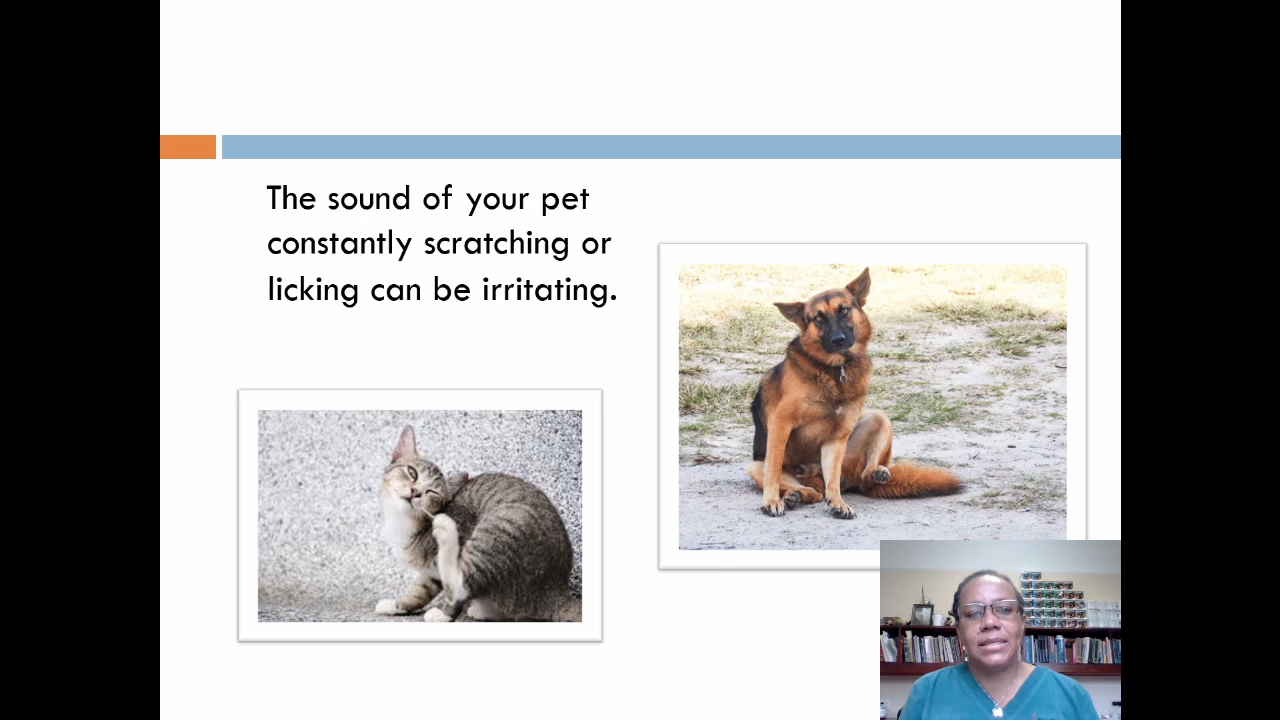 The sound of your pet
constantly scratching or
licking can be irritating.